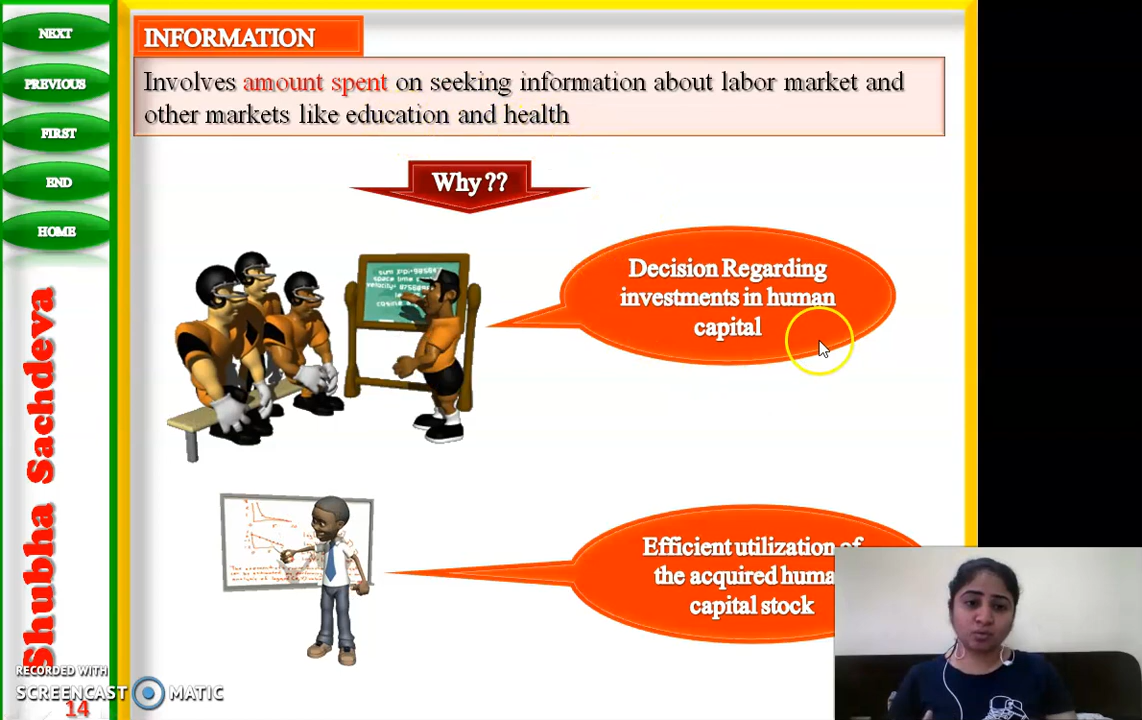 NEXT
PREVIOUS
FIRST
END
HOME
INFORMATION
Involves amount spent on seeking information about labor market and
other markets like education and health
Why ??
Decision Regarding
investments in human
capital
Efficient utilization of
the acquired huma
capital stock
Shubha Sachdeva
RECORDED WITH
SCREENCAST MATIC
14